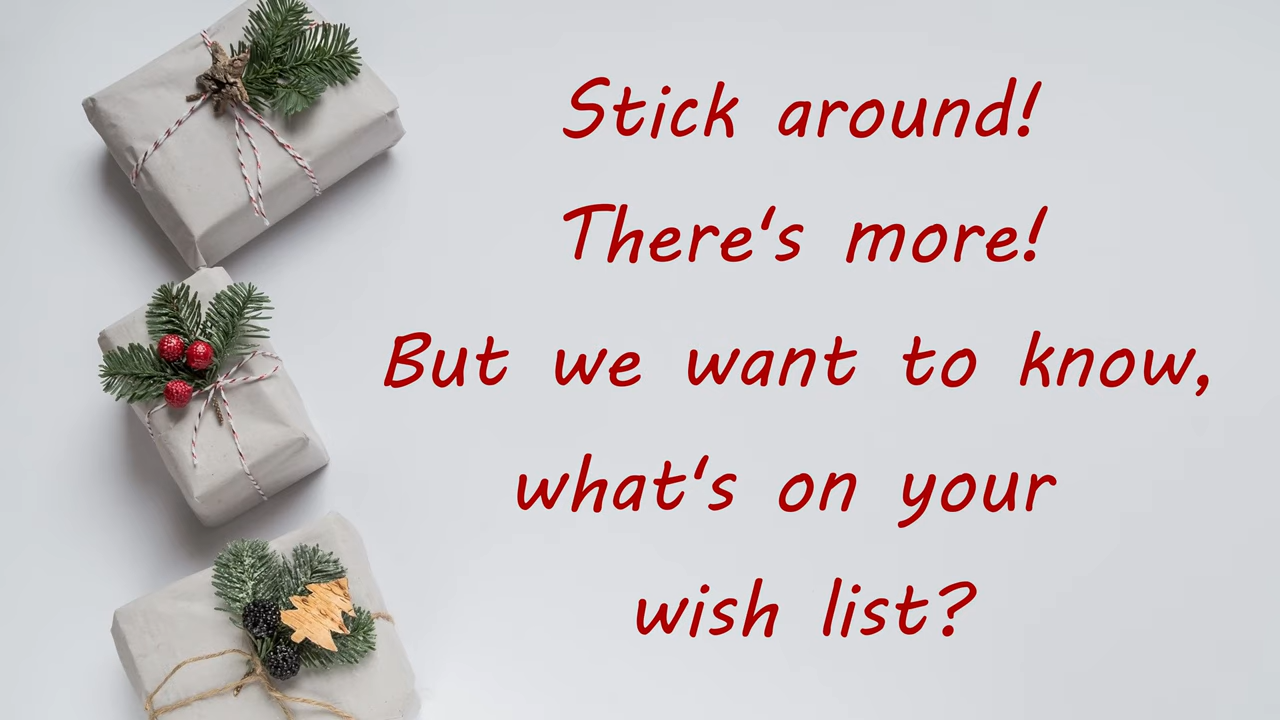 Stick around!
There's more!
But we want to know,
what's on your
wish list?